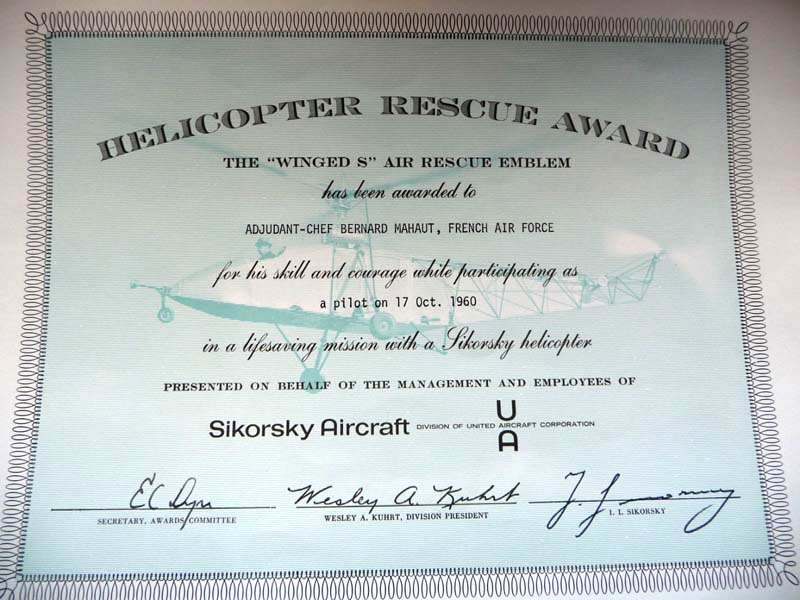 HELICOPTER RESCUE AWARD
THE "WINGED S" AIR RESCUE EMBLEM
has been awarded to
ADJUDANT-CHEF BERNARD MAHAUT, FRENCH AIR FORCE
for his skill and courage while participating as
a pilot on 17 Oct. 1960
in a lifesaving mission with a Sikorsky helicopter
PRESENTED ON BEHALF OF THE MANAGEMENT AND EMPLOYEES OF
Sikorsky Aircraft DIVISION OF UNITED AIRCRAFT CORPORATION
U
A
Wesley A. Kuhrt
SECRETARY, AWARDS COMMITTEE
WESLEY A. KUHRT, DIVISION PRESIDENT
I. I. SIKORSKY